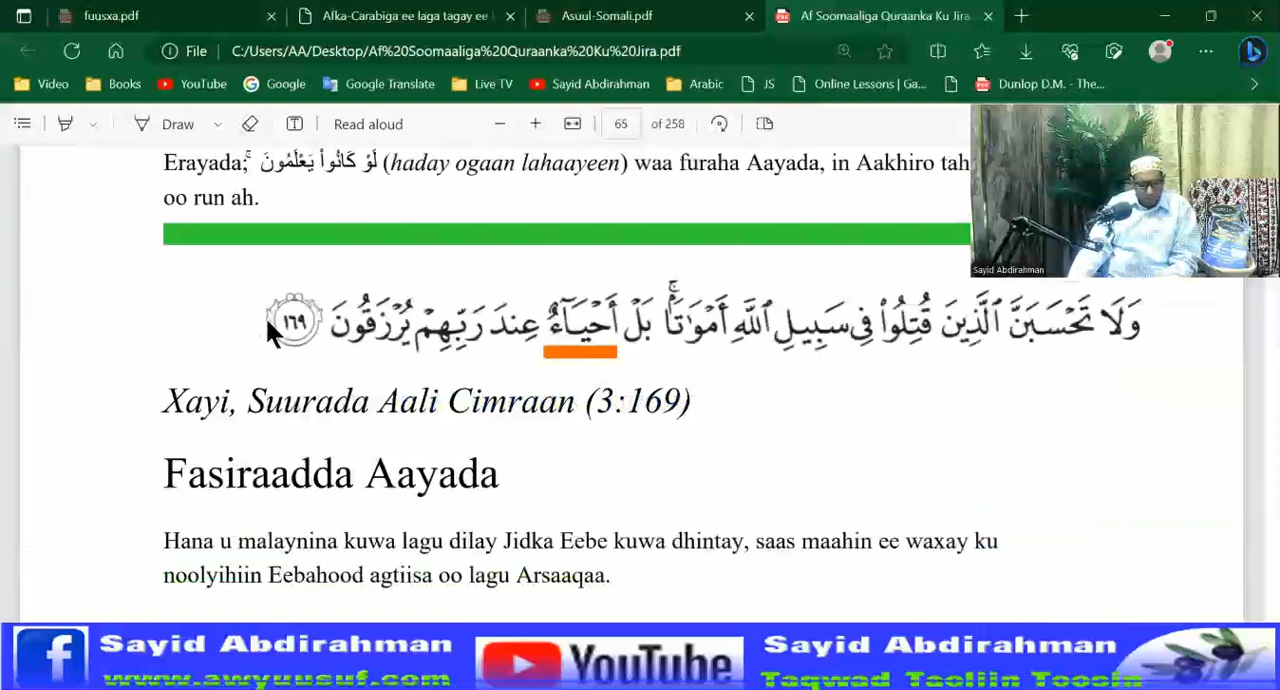 fuusxa.pdf
Afka-Carabiga ee laga tagay ee
Asuul-Somali.pdf
Af Soomaaliga Quraanka Ku Jira
File C:/Users/AA/Desktop/Af%20Soomaaliga%20Quraanka%20Ku%20Jira.pdf
Video Books YouTube Google Google Translate Live TV Sayid Abdirahman Arabic JS Online Lessons | Ga... Dunlop D.M. - The...
Draw Read aloud 65 of 258
Erayada; لَوْ كَانُوا۟ يَعْلَمُونَ (haday ogaan lahaayeen) waa furaha Aayada, in Aakhiro tah
oo run ah.
Sayid Abdirahman
وَلَا تَحْسَبَنَّ ٱلَّذِينَ قُتِلُوا۟ فِى سَبِيلِ ٱللَّهِ أَمْوَٰتًۢا ۚ بَلْ أَحْيَآءٌ عِندَ رَبِّهِمْ يُرْزَقُونَ ١٦٩
Xayi, Suurada Aali Cimraan (3:169)
Fasiraadda Aayada
Hana u malaynina kuwa lagu dilay Jidka Eebe kuwa dhintay, saas maahin ee waxay ku
noolyihiin Eebahood agtiisa oo lagu Arsaaqaa.
Sayid Abdirahman
www.awyuusuf.com
YouTube
Sayid Abdirahman
Taqwad Taoliin Toosin